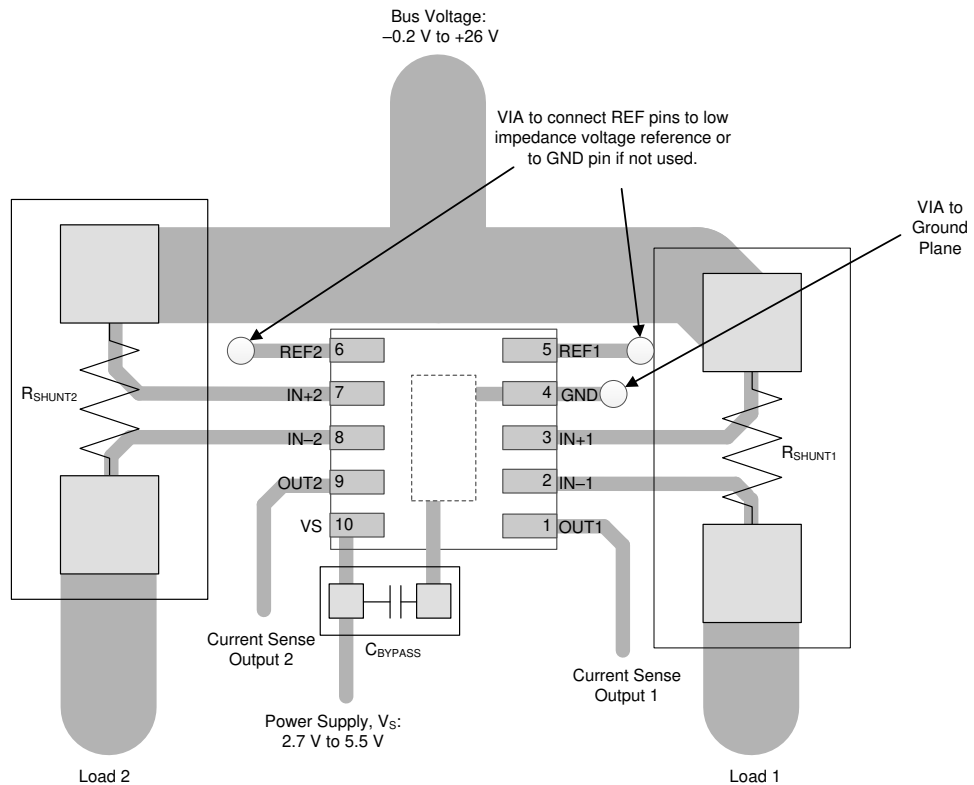 Bus Voltage:
–0.2 V to +26 V
VIA to connect REF pins to low
impedance voltage reference or
to GND pin if not used.
VIA to
Ground
Plane
REF2 6
5 REF1
IN+2 7
4 GND
RSHUNT2
IN–2 8
3 IN+1
RSHUNT1
OUT2 9
2 IN–1
VS 10
1 OUT1
Current Sense
Output 2
CBYPASS
Current Sense
Output 1
Power Supply, VS:
2.7 V to 5.5 V
Load 2
Load 1